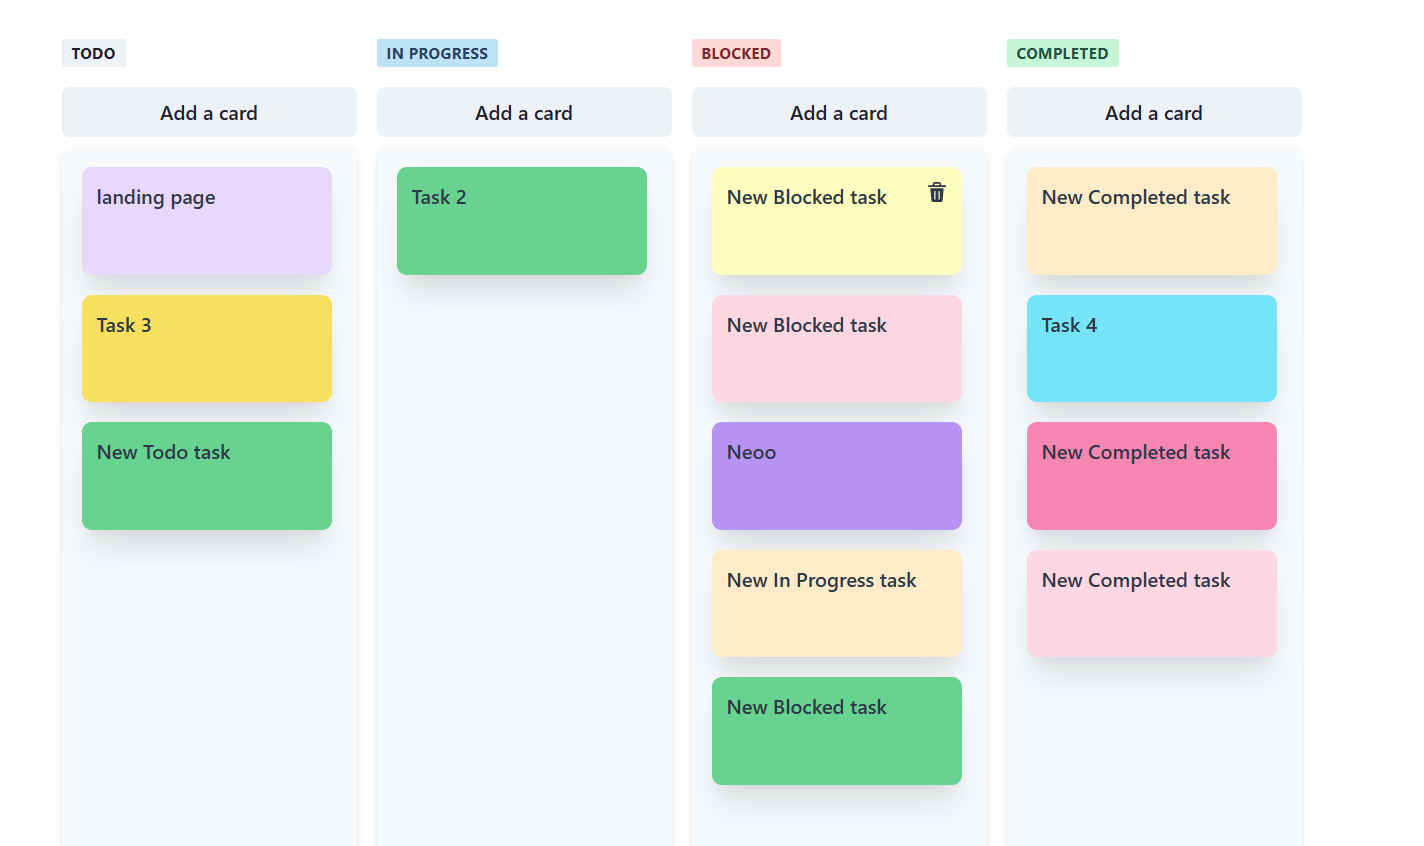 TODO
Add a card
landing page
Task 3
New Todo task
IN PROGRESS
Add a card
Task 2
BLOCKED
Add a card
New Blocked task
New Blocked task
Neoo
New In Progress task
New Blocked task
COMPLETED
Add a card
New Completed task
Task 4
New Completed task
New Completed task